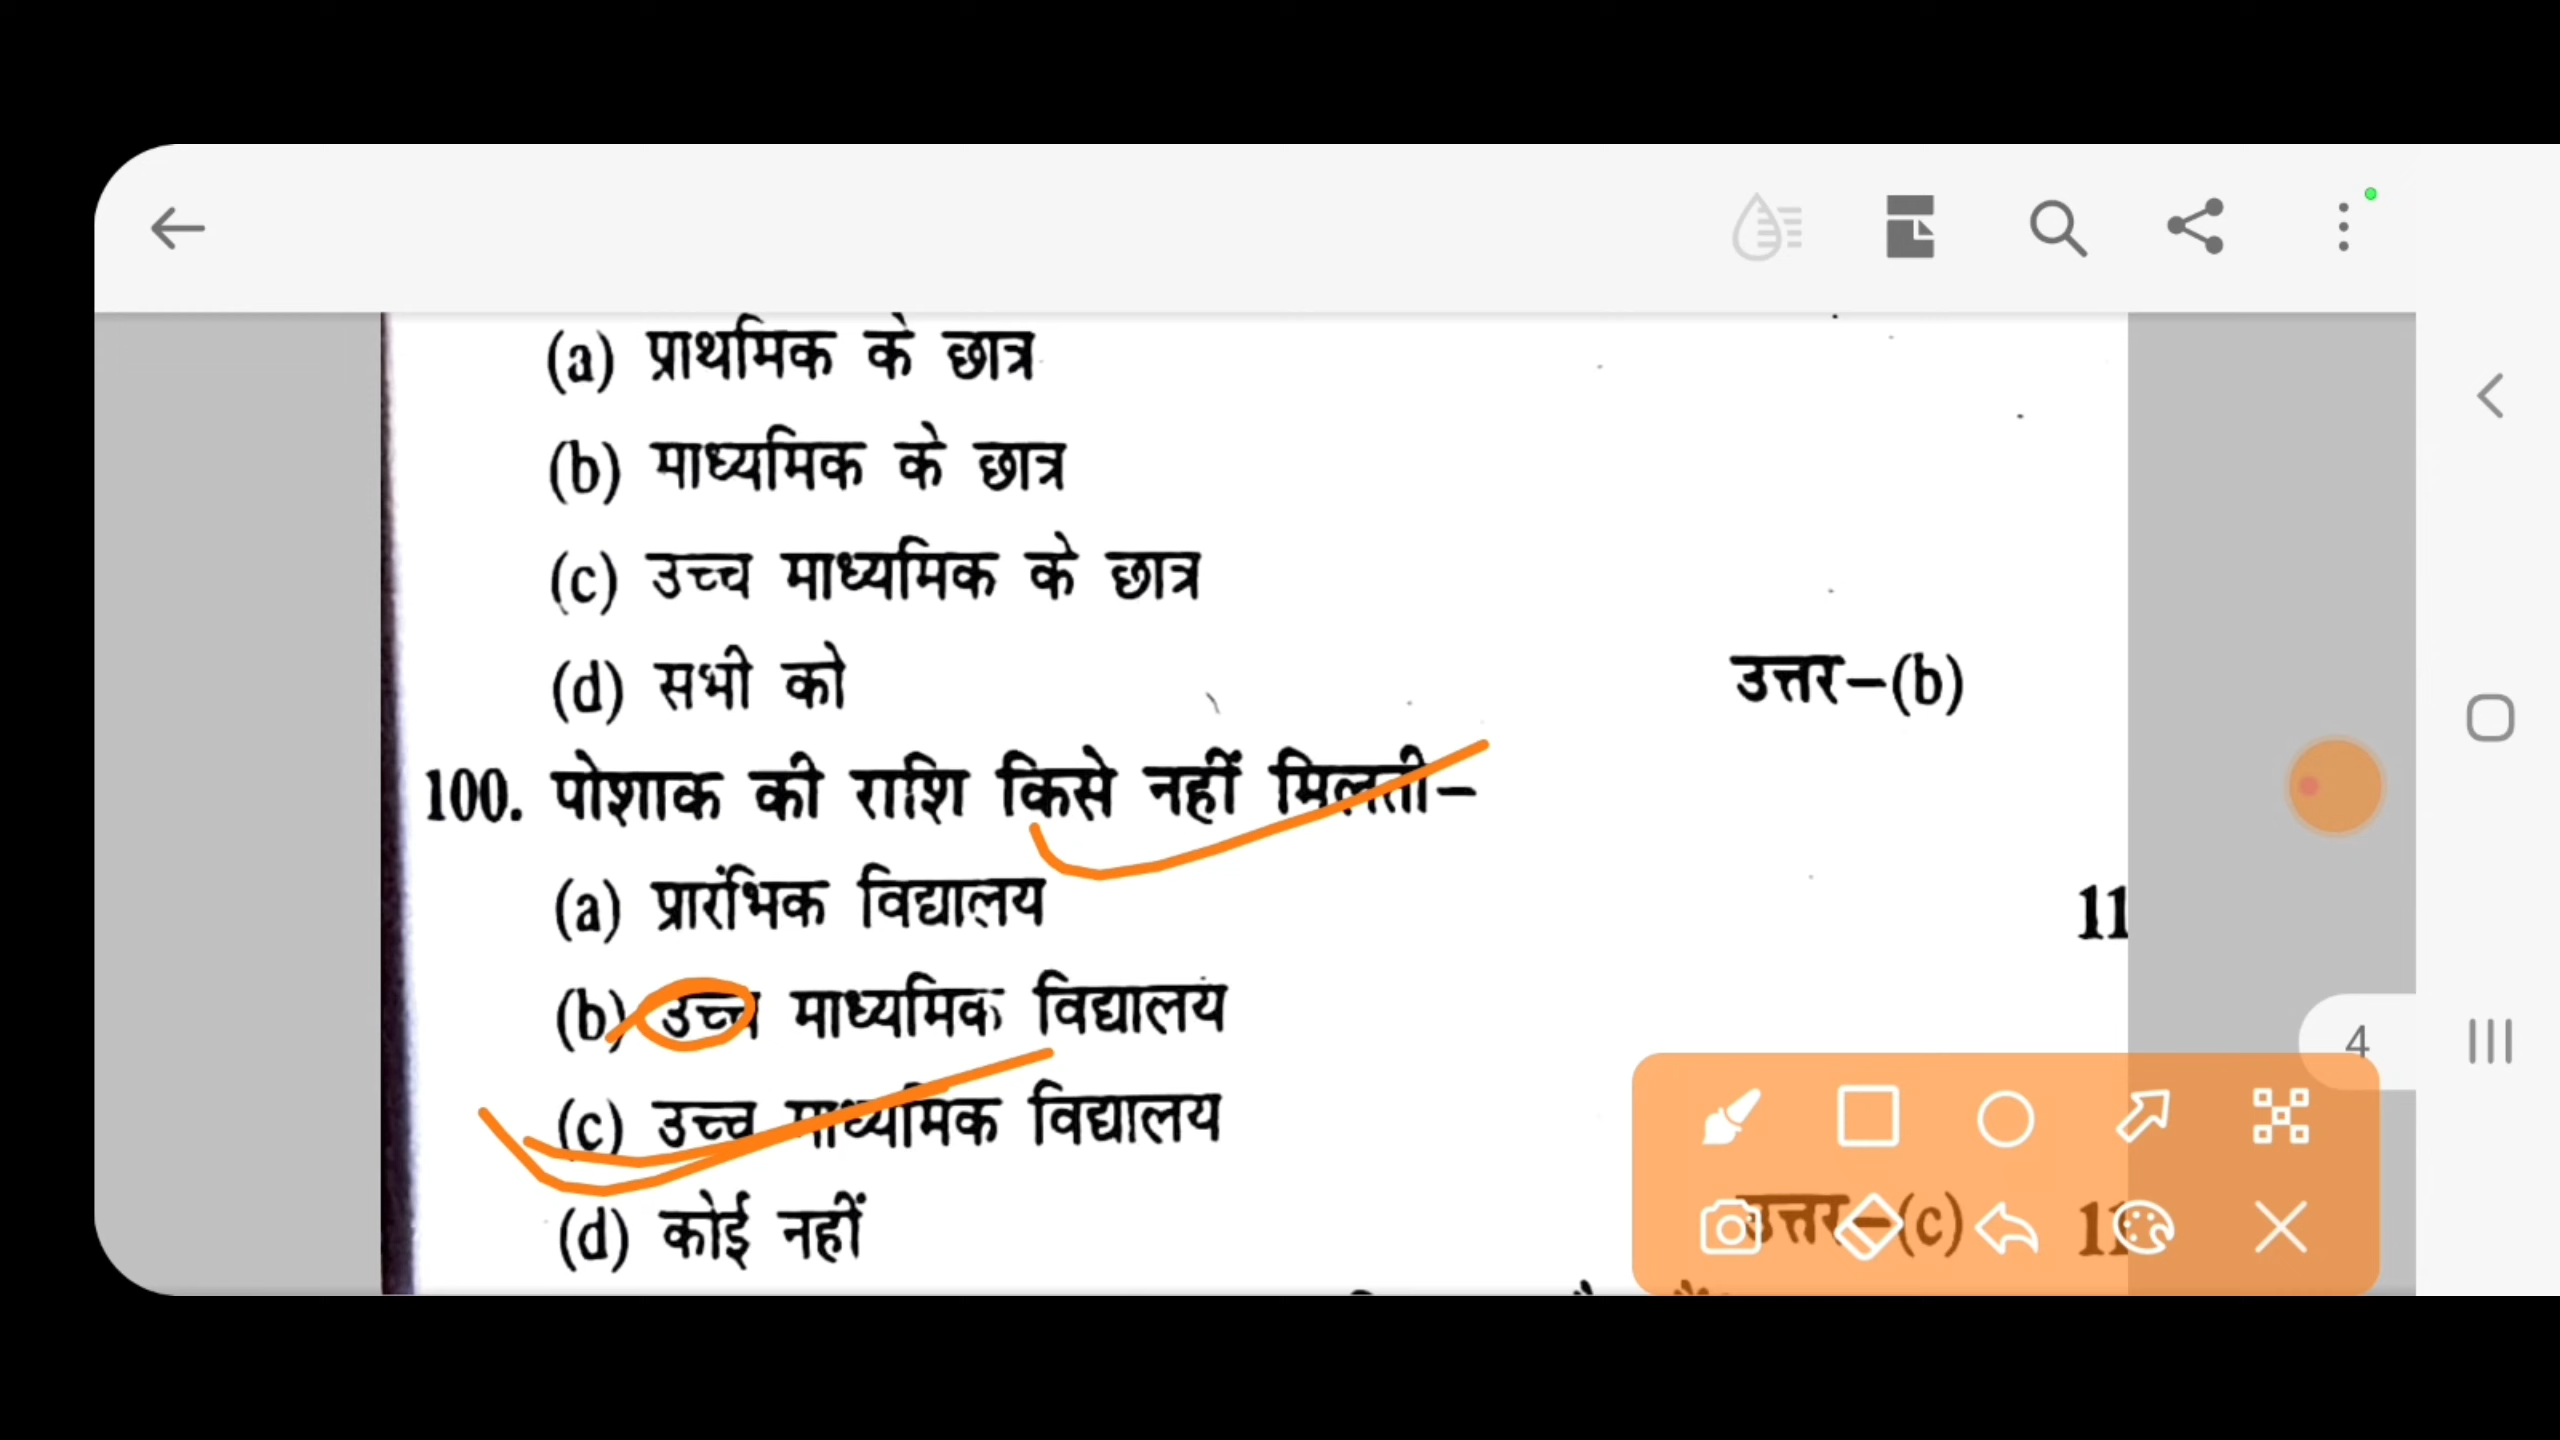 (a) प्राथमिक के छात्र
(b) माध्यमिक के छात्र
(c) उच्च माध्यमिक के छात्र
(d) सभी को
उत्तर–(b)
100. पोशाक की राशि किसे नहीं मिलती–
(a) प्रारंभिक विद्यालय
11
(b) उच्च माध्यमिक विद्यालय
4
(c) उच्च माध्यमिक विद्यालय
(d) कोई नहीं
उत्तर–(c)